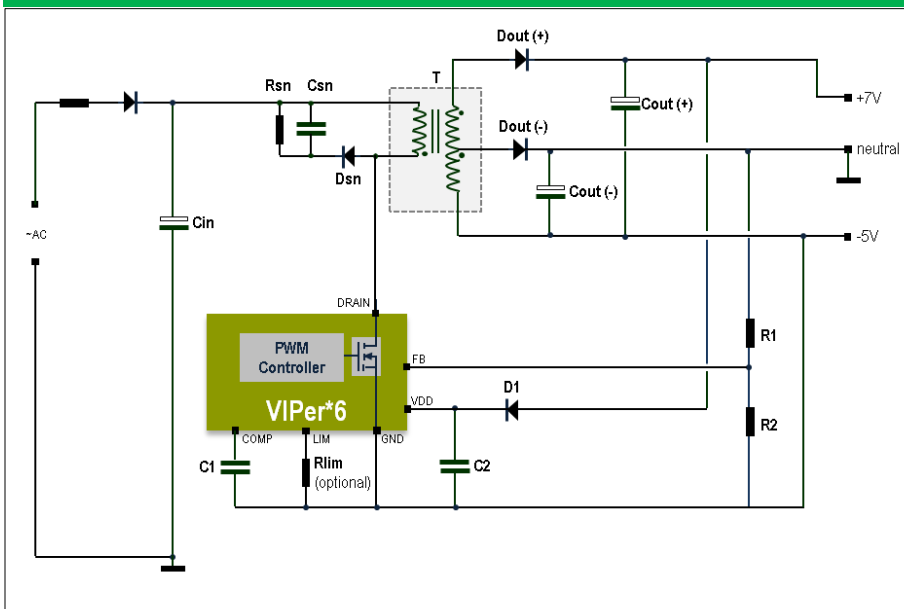 Dout (+)
T
Rsn
Csn
+7V
Cout (+)
Dout (-)
neutral
Dsn
Cout (-)
Cin
~AC
-5V
DRAIN
PWM
Controller
R1
FB
D1
VIPer*6
VDD
R2
COMP
LIM
GND
C1
Rlim
(optional)
C2